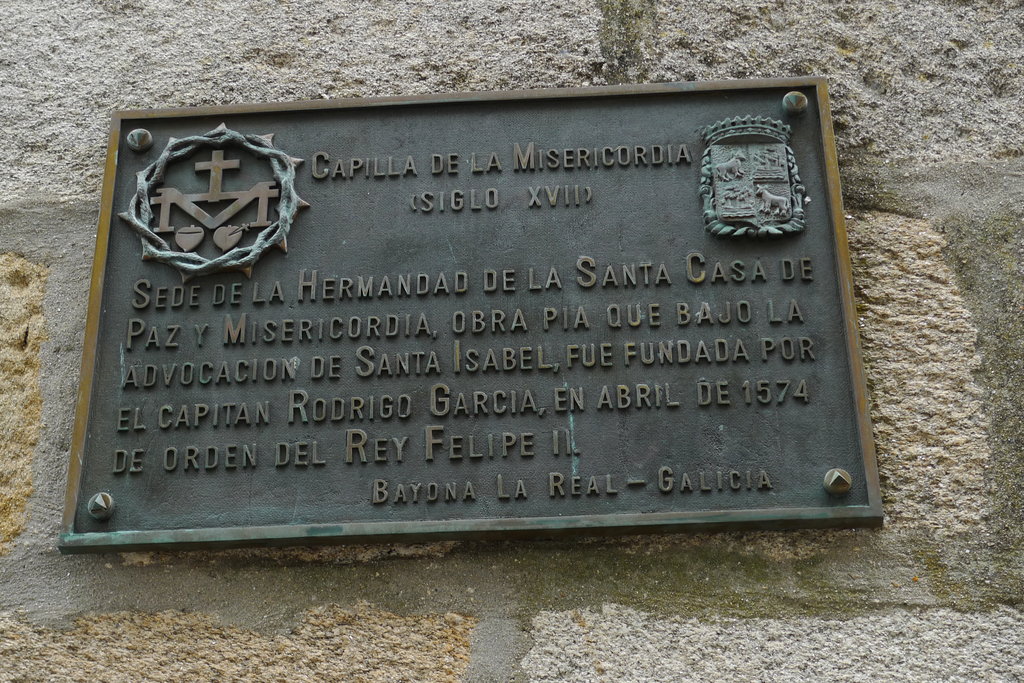 CAPILLA DE LA MISERICORDIA
(SIGLO XVII)
SEDE DE LA HERMANDAD DE LA SANTA CASA DE
PAZ Y MISERICORDIA, OBRA PIA QUE BAJO LA
ADVOCACION DE SANTA ISABEL, FUE FUNDADA POR
EL CAPITAN RODRIGO GARCIA, EN ABRIL DE 1574
DE ORDEN DEL REY FELIPE II.
BAYONA LA REAL - GALICIA